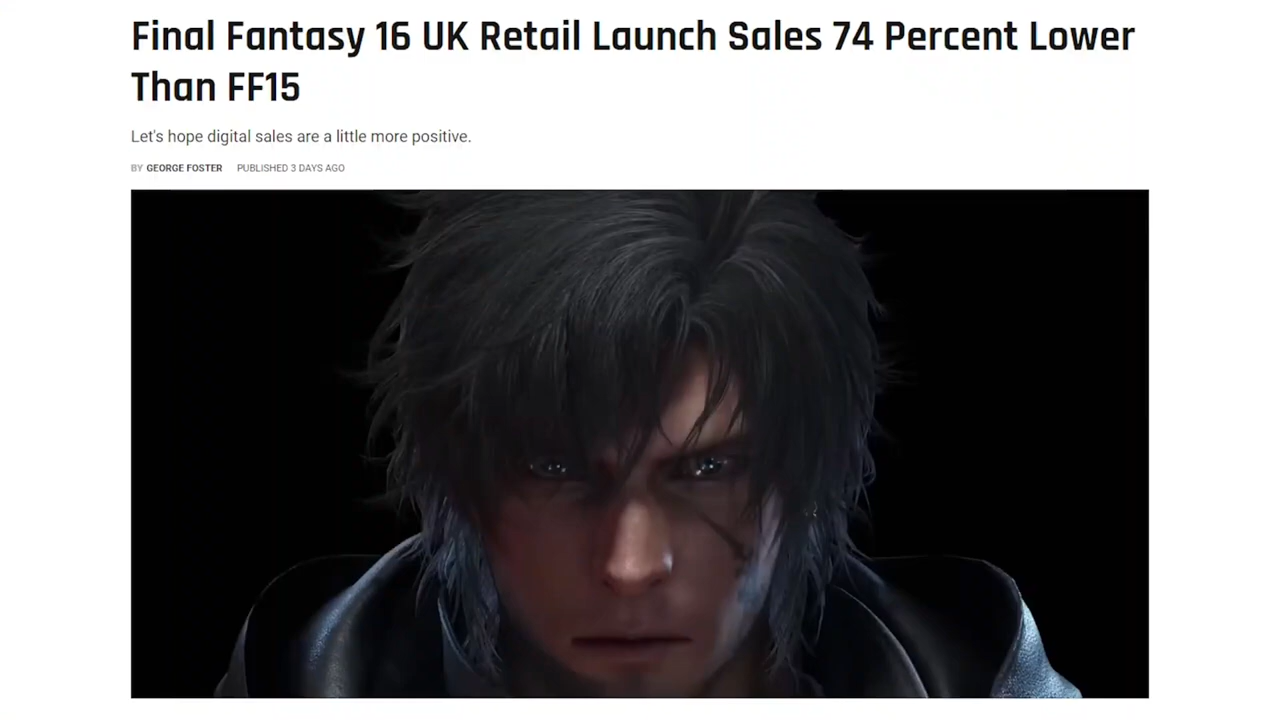 Final Fantasy 16 UK Retail Launch Sales 74 Percent Lower
Than FF15
Let's hope digital sales are a little more positive.
BY GEORGE FOSTER PUBLISHED 3 DAYS AGO